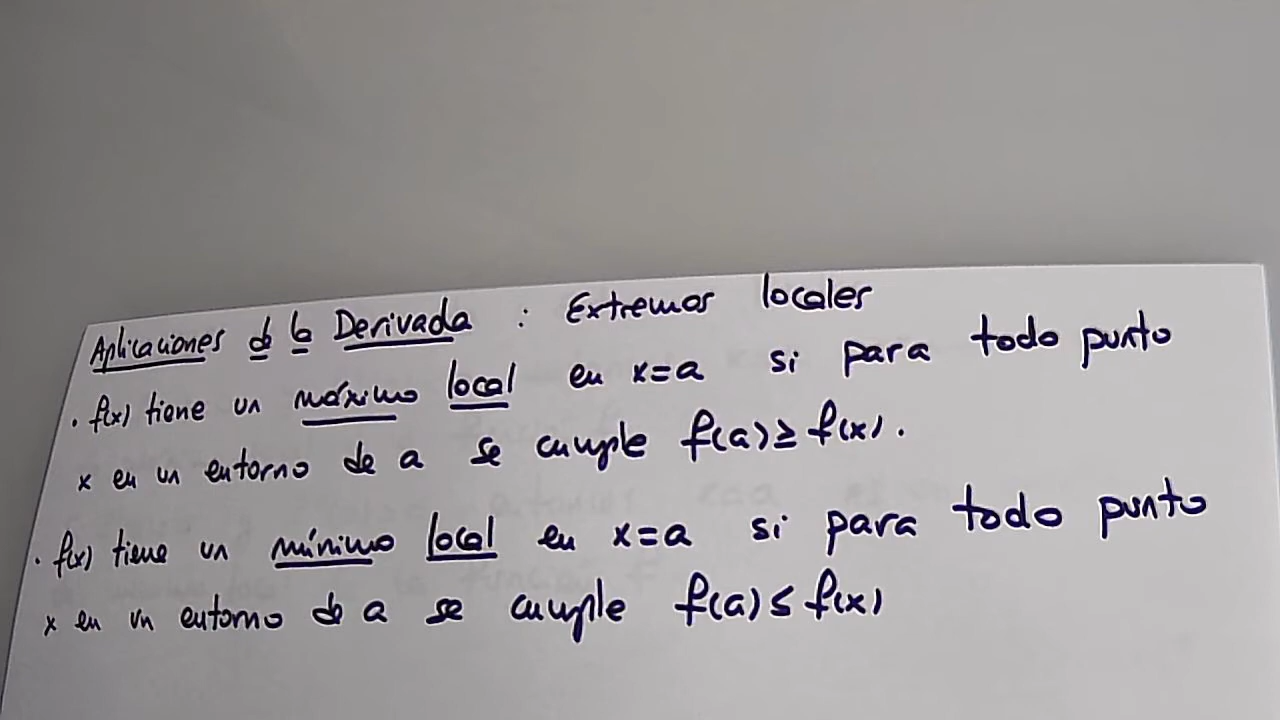 Aplicaciones de la Derivada : Extremos locales
· f(x) tiene un máximo local en x=a si para todo punto
x en un entorno de a se cumple f(a)≥f(x).
· f(x) tiene un mínimo local en x=a si para todo punto
x en un entorno de a se cumple f(a)≤f(x)